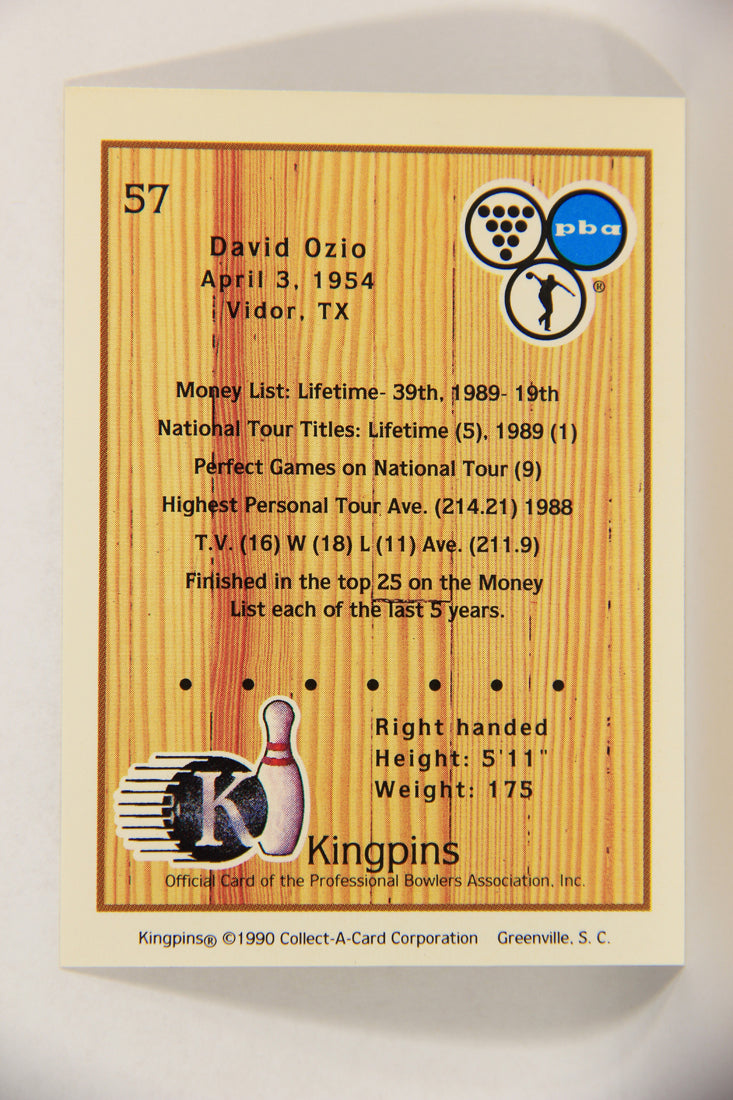 57
pba
®
David Ozio
April 3, 1954
Vidor, TX
Money List: Lifetime- 39th, 1989- 19th
National Tour Titles: Lifetime (5), 1989 (1)
Perfect Games on National Tour (9)
Highest Personal Tour Ave. (214.21) 1988
T.V. (16) W (18) L (11) Ave. (211.9)
Finished in the top 25 on the Money
List each of the last 5 years.
Right handed
Height: 5'11"
Weight: 175
K
Kingpins
Official Card of the Professional Bowlers Association, Inc.
Kingpins® ©1990 Collect-A-Card Corporation Greenville, S. C.